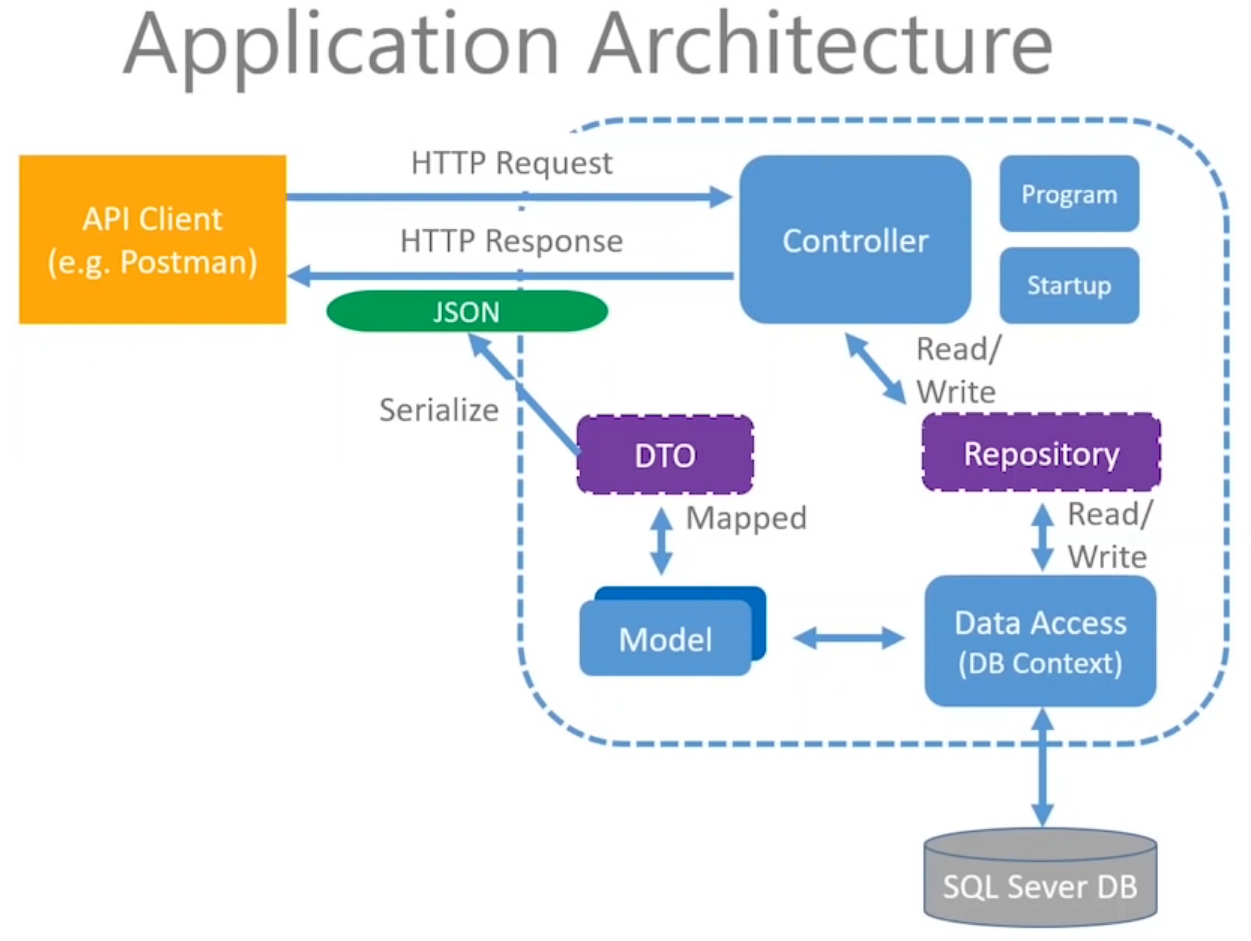 Application Architecture
HTTP Request
API Client
(e.g. Postman)
HTTP Response
JSON
Controller
Program
Startup
Read/
Write
Serialize
DTO
Repository
Mapped
Read/
Write
Model
Data Access
(DB Context)
SQL Sever DB